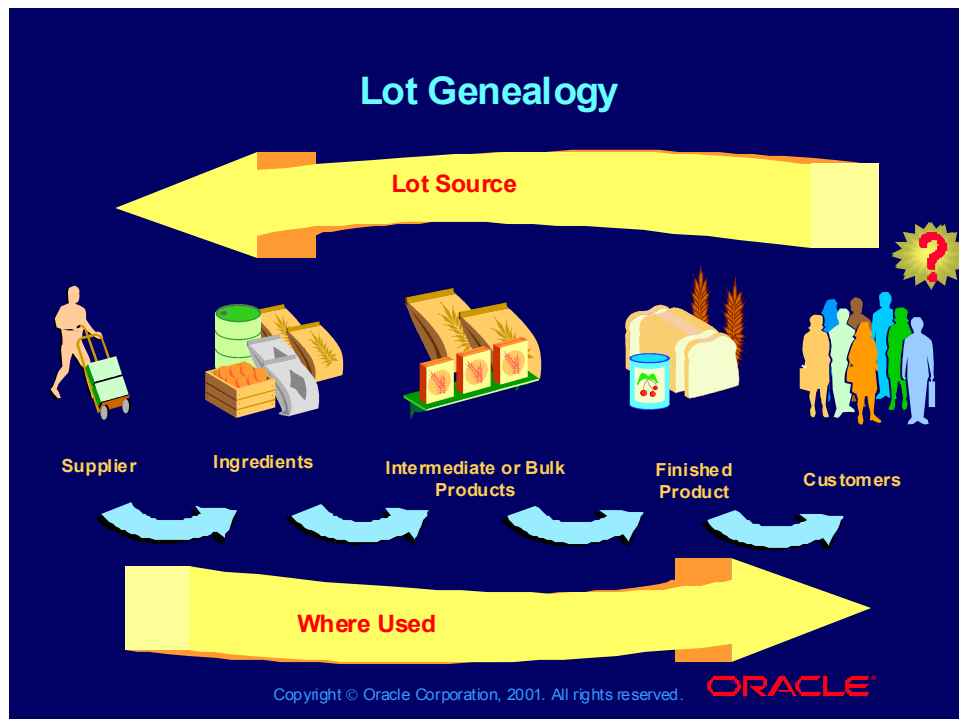 Lot Genealogy
Lot Source
?
Supplier
Ingredients
Intermediate or Bulk
Products
Finished
Product
Customers
Where Used
Copyright © Oracle Corporation, 2001. All rights reserved.
ORACLE®